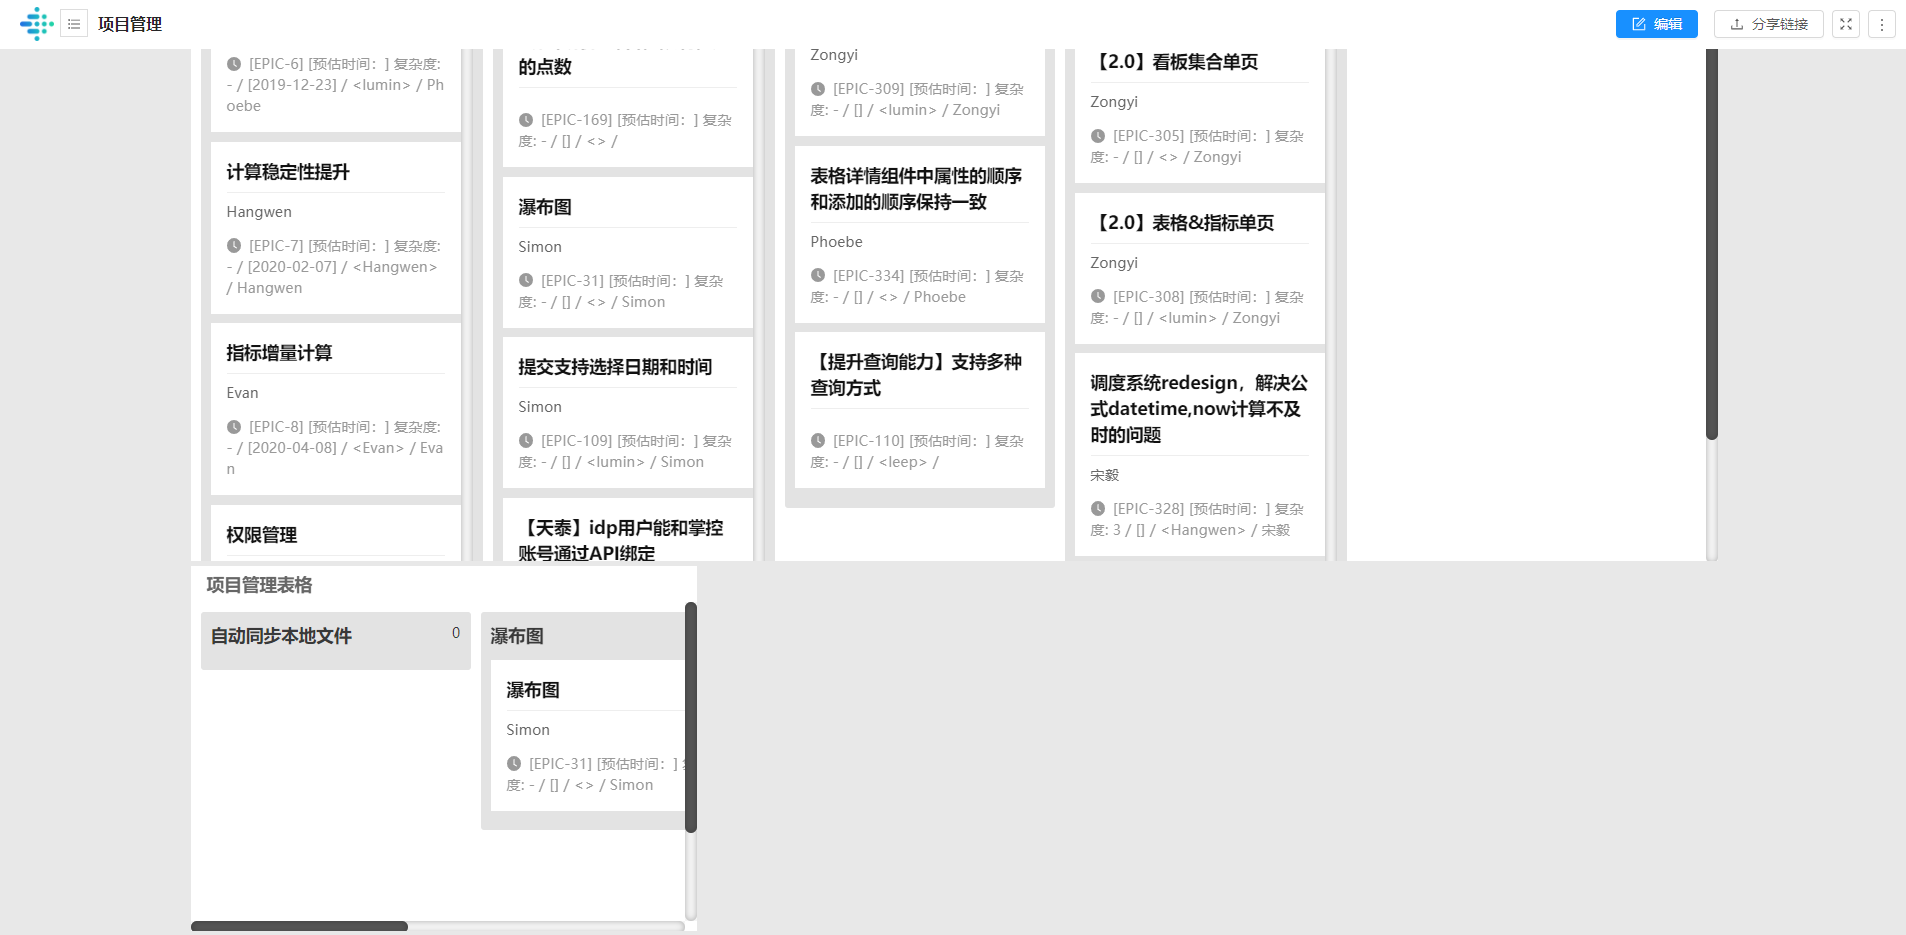 项目管理
编辑
分享链接
[EPIC-6] [预估时间：] 复杂度:
- / [2019-12-23] / <lumin> / Ph
oebe
计算稳定性提升
Hangwen
[EPIC-7] [预估时间：] 复杂度:
- / [2020-02-07] / <Hangwen>
/ Hangwen
指标增量计算
Evan
[EPIC-8] [预估时间：] 复杂度:
- / [2020-04-08] / <Evan> / Eva
n
权限管理
的点数
[EPIC-169] [预估时间：] 复杂
度: - / [] / <> /
瀑布图
Simon
[EPIC-31] [预估时间：] 复杂
度: - / [] / <> / Simon
提交支持选择日期和时间
Simon
[EPIC-109] [预估时间：] 复杂
度: - / [] / <lumin> / Simon
【天泰】idp用户能和掌控
账号通过API绑定
Zongyi
[EPIC-309] [预估时间：] 复杂
度: - / [] / <lumin> / Zongyi
表格详情组件中属性的顺序
和添加的顺序保持一致
Phoebe
[EPIC-334] [预估时间：] 复杂
度: - / [] / <> / Phoebe
【提升查询能力】支持多种
查询方式
[EPIC-110] [预估时间：] 复杂
度: - / [] / <leep> /
【2.0】看板集合单页
Zongyi
[EPIC-305] [预估时间：] 复杂
度: - / [] / <> / Zongyi
【2.0】表格&指标单页
Zongyi
[EPIC-308] [预估时间：] 复杂
度: - / [] / <lumin> / Zongyi
调度系统redesign，解决公
式datetime,now计算不及
时的问题
宋毅
[EPIC-328] [预估时间：] 复杂
度: 3 / [] / <Hangwen> / 宋毅
项目管理表格
自动同步本地文件 0
瀑布图
瀑布图
Simon
[EPIC-31] [预估时间：]
度: - / [] / <> / Simon